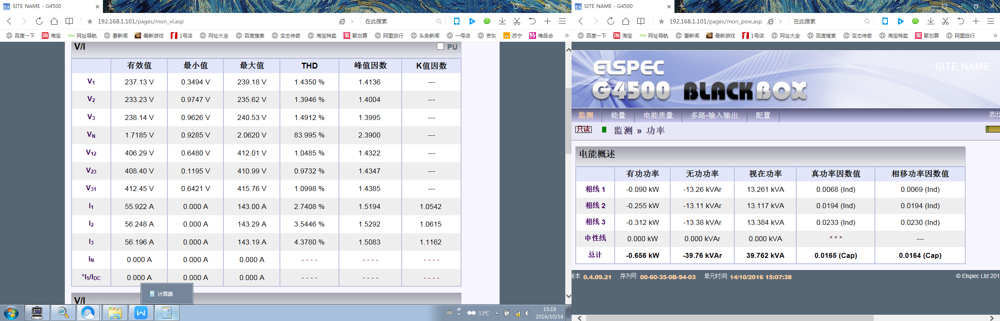 SITE NAME - G4500
192.168.1.101/pages/mon_vi.asp
在此搜索
百度一下 淘宝 7654 网址导航 看新闻 最新游戏 1号店 网址大全 百度搜索 变态传奇 淘宝特卖 聚划算 阿里旅行 头条新闻 一号店 京东 苏宁 唯品会 »
V/I PU
有效值 最小值 最大值 THD 峰值因数 K值因数
V1 237.13 V 0.3494 V 239.18 V 1.4350 % 1.4136 ---
V2 233.23 V 0.9747 V 235.62 V 1.3946 % 1.4004 ---
V3 238.14 V 0.9626 V 240.53 V 1.4912 % 1.3995 ---
VN 1.7185 V 0.9285 V 2.0620 V 83.995 % 2.3900 ---
V12 406.29 V 0.6480 V 412.01 V 1.0485 % 1.4322 ---
V23 408.40 V 0.1195 V 410.99 V 0.9732 % 1.4347 ---
V31 412.45 V 0.6421 V 415.76 V 1.0998 % 1.4385 ---
I1 55.922 A 0.000 A 143.00 A 2.7408 % 1.5194 1.0542
I2 56.248 A 0.000 A 143.29 A 3.5446 % 1.5292 1.0615
I3 56.196 A 0.000 A 143.19 A 4.3780 % 1.5083 1.1162
IN 0.000 A 0.000 A 0.000 A ---- ---- ----
*I5/IDC 0.000 A 0.000 A 0.000 A ---- ---- ----
计算器
V/I
13℃
15:18
2016/10/14
SITE NAME - G4500
192.168.1.101/pages/mon_pow.asp
在此搜索
百度一下 淘宝 7654 网址导航 看新闻 最新游戏 1号店 网址大全 百度搜索 变态传奇 淘宝特卖 聚划算 阿里旅行 »
ELSPEC
SITE NAME
G4500 BLACKBOX
监测 能量 电能质量 多路-输入输出 配置 退出
只读 监测 » 功率
电能概述
有功功率 无功功率 视在功率 真功率因数值 相移功率因数值
相线 1 -0.090 kW -13.26 kVAr 13.261 kVA 0.0068 (Ind) 0.0069 (Ind)
相线 2 -0.255 kW -13.11 kVAr 13.117 kVA 0.0194 (Ind) 0.0194 (Ind)
相线 3 -0.312 kW -13.38 kVAr 13.384 kVA 0.0233 (Ind) 0.0230 (Ind)
中性线 0.000 kW 0.000 kVAr 0.000 kVA *** ---
总计 -0.656 kW -39.76 kVAr 39.762 kVA 0.0165 (Cap) 0.0164 (Cap)
版本 0.4.09.21 序列号 00-60-35-0B-94-03 单元时间 14/10/2016 15:07:38 © Elspec Ltd 201